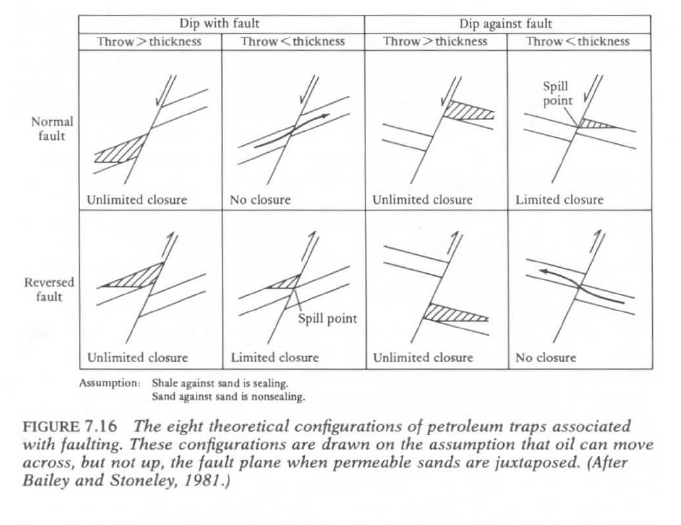 Dip with fault
Dip against fault
Throw > thickness
Throw < thickness
Throw > thickness
Throw < thickness
Normal
fault
Spill
point
Unlimited closure
No closure
Unlimited closure
Limited closure
Reversed
fault
Spill point
Unlimited closure
Limited closure
Unlimited closure
No closure
Assumption: Shale against sand is sealing.
Sand against sand is nonsealing.
FIGURE 7.16 The eight theoretical configurations of petroleum traps associated
with faulting. These configurations are drawn on the assumption that oil can move
across, but not up, the fault plane when permeable sands are juxtaposed. (After
Bailey and Stoneley, 1981.)